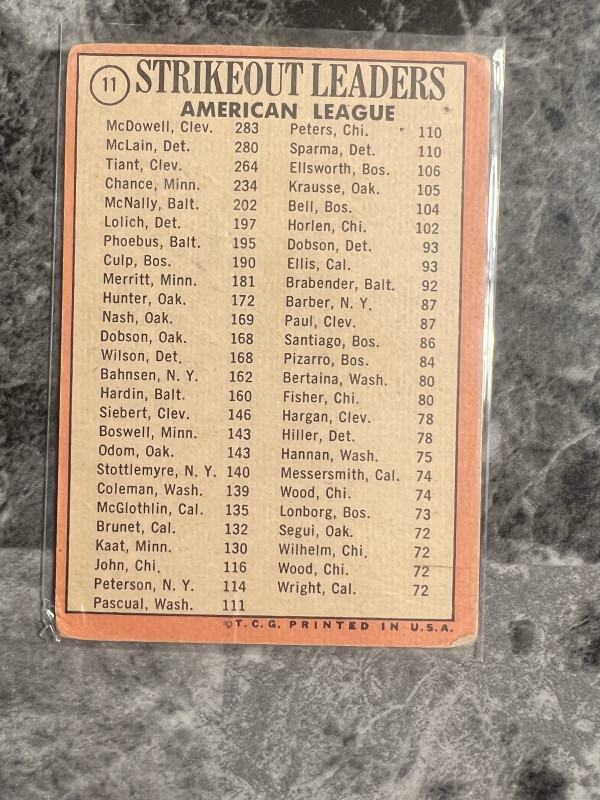 11 STRIKEOUT LEADERS
AMERICAN LEAGUE
McDowell, Clev. 283
McLain, Det. 280
Tiant, Clev. 264
Chance, Minn. 234
McNally, Balt. 202
Lolich, Det. 197
Phoebus, Balt. 195
Culp, Bos. 190
Merritt, Minn. 181
Hunter, Oak. 172
Nash, Oak. 169
Dobson, Oak. 168
Wilson, Det. 168
Bahnsen, N. Y. 162
Hardin, Balt. 160
Siebert, Clev. 146
Boswell, Minn. 143
Odom, Oak. 143
Stottlemyre, N. Y. 140
Coleman, Wash. 139
McGlothlin, Cal. 135
Brunet, Cal. 132
Kaat, Minn. 130
John, Chi. 116
Peterson, N. Y. 114
Pascual, Wash. 111
Peters, Chi. 110
Sparma, Det. 110
Ellsworth, Bos. 106
Krausse, Oak. 105
Bell, Bos. 104
Horlen, Chi. 102
Dobson, Det. 93
Ellis, Cal. 93
Brabender, Balt. 92
Barber, N. Y. 87
Paul, Clev. 87
Santiago, Bos. 86
Pizarro, Bos. 84
Bertaina, Wash. 80
Fisher, Chi. 80
Hargan, Clev. 78
Hiller, Det. 78
Hannan, Wash. 75
Messersmith, Cal. 74
Wood, Chi. 74
Lonborg, Bos. 73
Segui, Oak. 72
Wilhelm, Chi. 72
Wood, Chi. 72
Wright, Cal. 72
©T.C.G. PRINTED IN U.S.A.